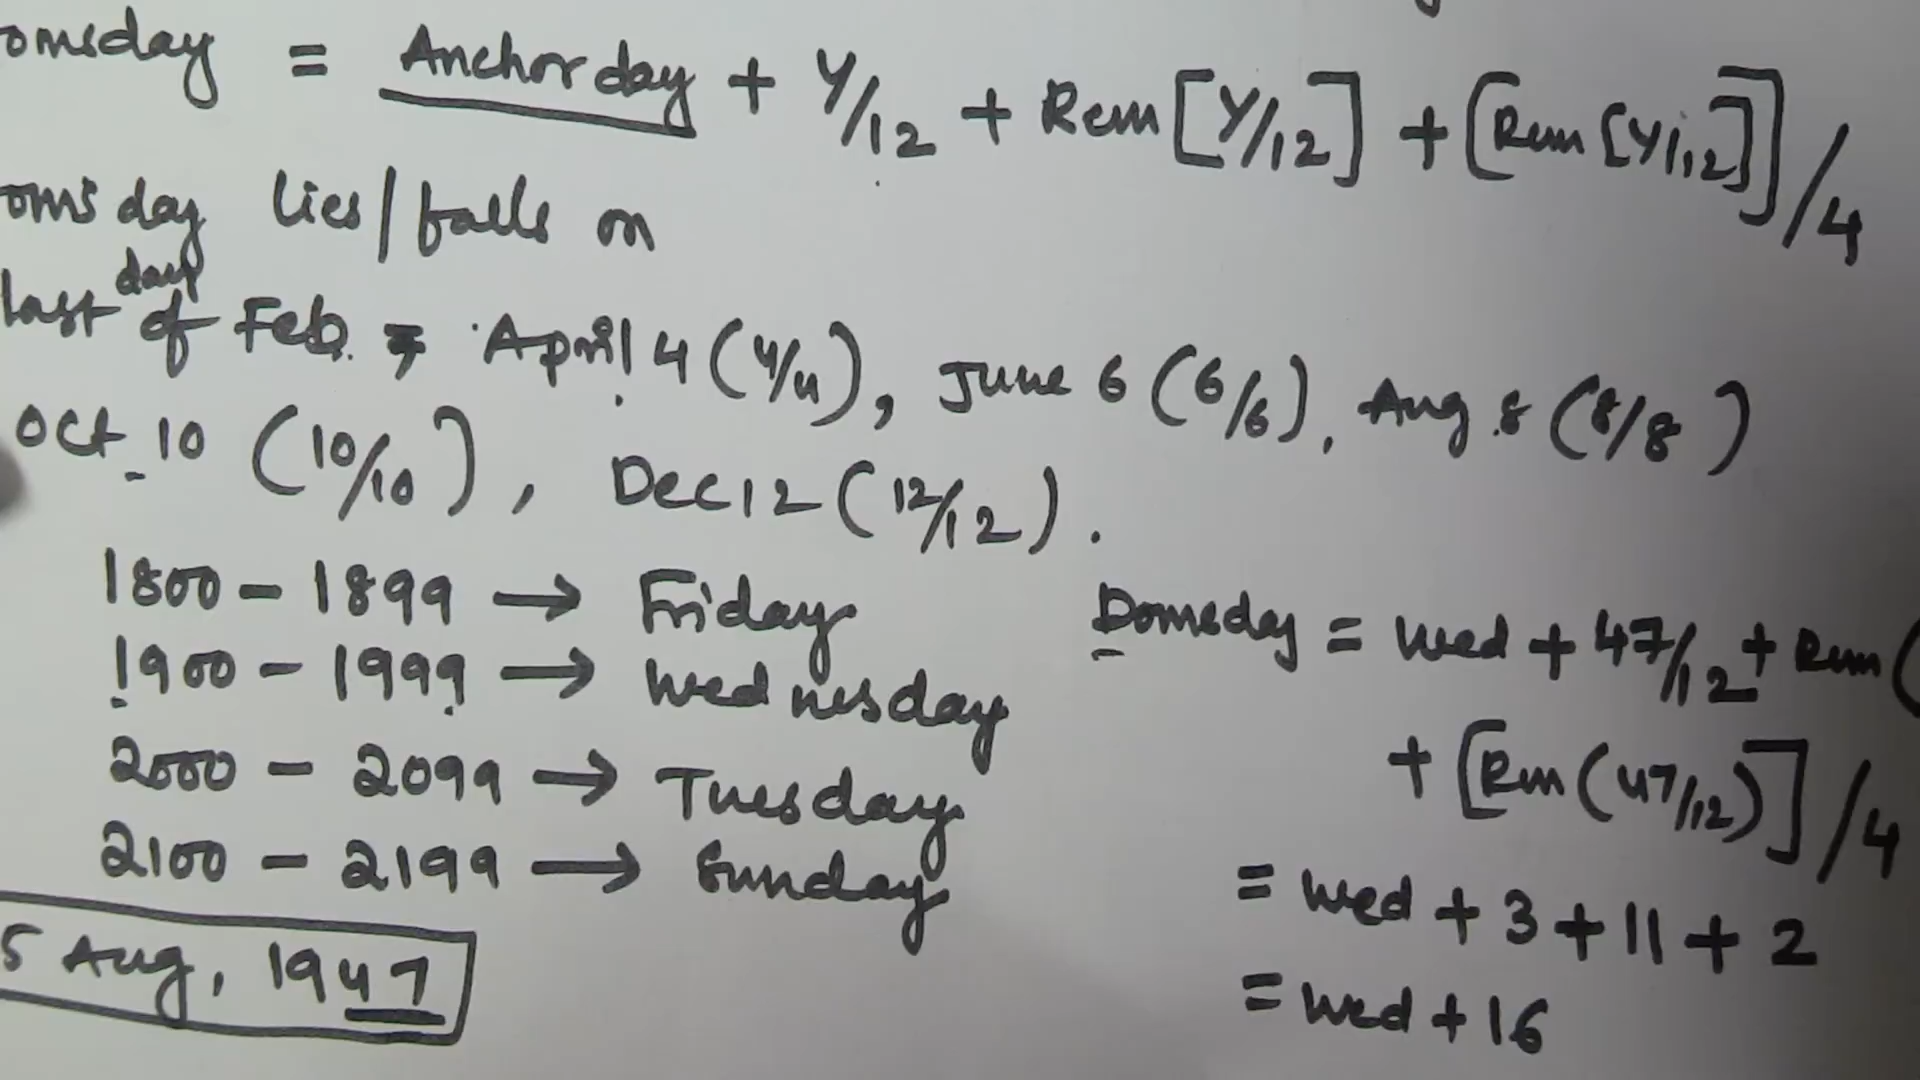 omsday = Anchor day + Y/12 + Rem [Y/12] + [Rem [Y/12]]/4
oms day lies/falls on
last day of Feb, April 4 (4/4), June 6 (6/6), Aug 8 (8/8)
Oct 10 (10/10), Dec 12 (12/12).
1800 - 1899 → Friday
1900 - 1999 → Wednesday
2000 - 2099 → Tuesday
2100 - 2199 → Sunday
5 Aug, 1947
Domsday = Wed + 47/12 + Rem (
+ [Rem (47/12)]/4
= Wed + 3 + 11 + 2
= Wed + 16